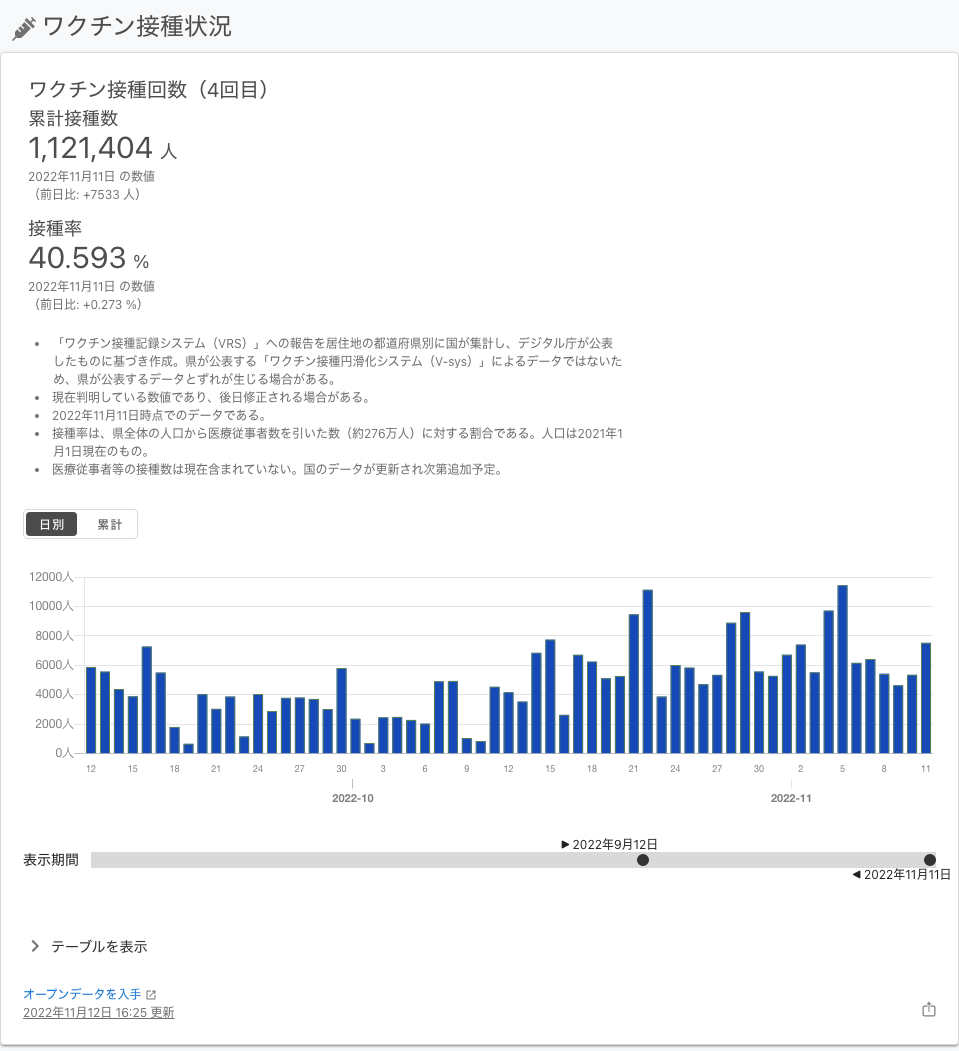 ワクチン接種状況
ワクチン接種回数（4回目）
累計接種数
1,121,404 人
2022年11月11日 の数値
（前日比: +7533 人）
接種率
40.593 %
2022年11月11日 の数値
（前日比: +0.273 %）
• 「ワクチン接種記録システム（VRS）」への報告を居住地の都道府県別に国が集計し、デジタル庁が公表
したものに基づき作成。県が公表する「ワクチン接種円滑化システム（V-sys）」によるデータではないた
め、県が公表するデータとずれが生じる場合がある。
• 現在判明している数値であり、後日修正される場合がある。
• 2022年11月11日時点でのデータである。
• 接種率は、県全体の人口から医療従事者数を引いた数（約276万人）に対する割合である。人口は2021年1
月1日現在のもの。
• 医療従事者等の接種数は現在含まれていない。国のデータが更新され次第追加予定。
日別 累計
12000人
10000人
8000人
6000人
4000人
2000人
0人
12 15 18 21 24 27 30 3 6 9 12 15 18 21 24 27 30 2 5 8 11
2022-10 2022-11
▶ 2022年9月12日
表示期間
◀ 2022年11月11日
テーブルを表示
オープンデータを入手
2022年11月12日 16:25 更新